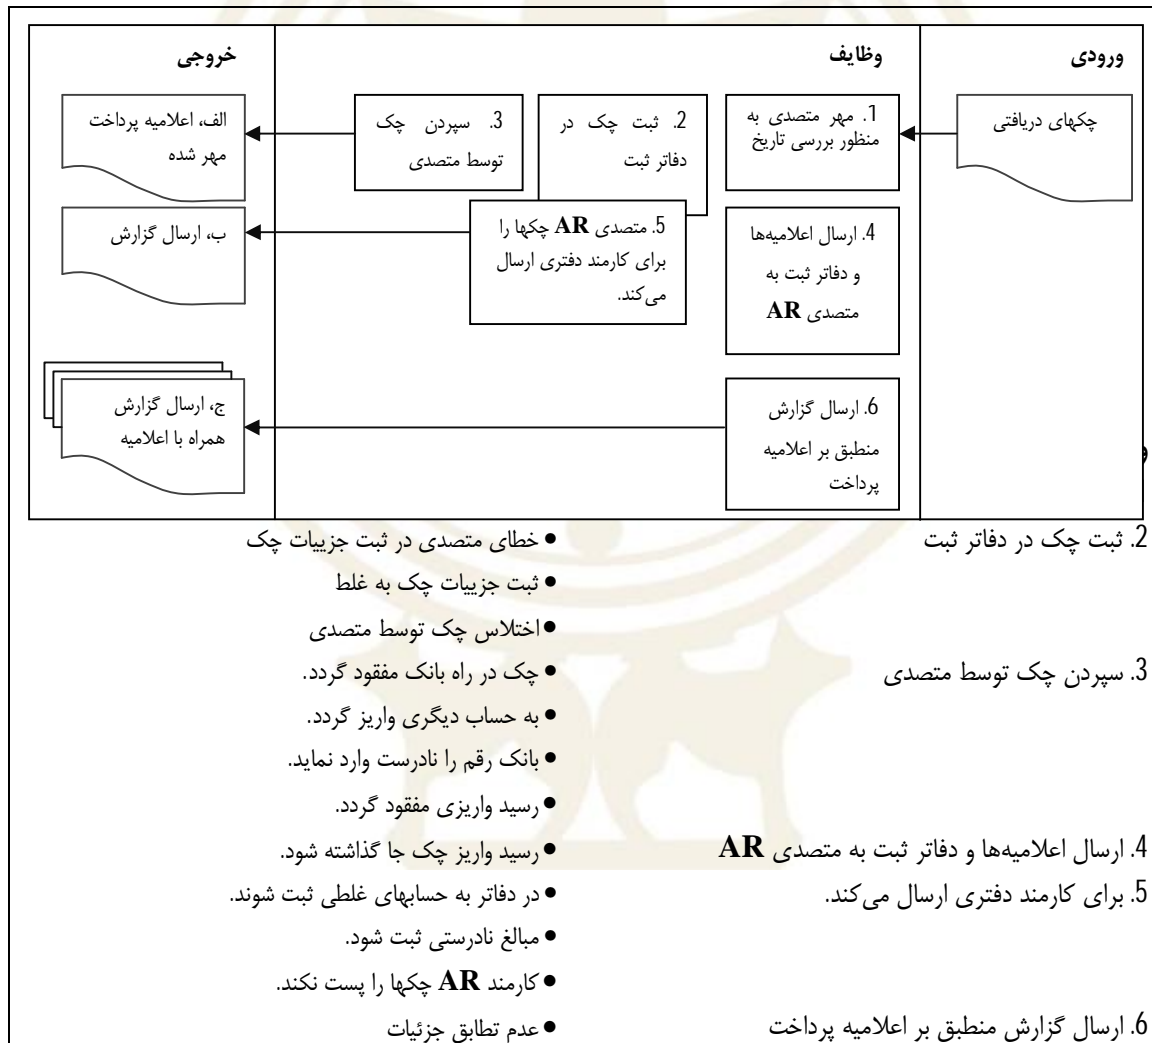 ورودی
وظایف
خروجی
چکهای دریافتی
1. مهر متصدی به
منظور بررسی تاریخ
2. ثبت چک در
دفاتر ثبت
3. سپردن چک
توسط متصدی
الف، اعلامیه پرداخت
مهر شده
4. ارسال اعلامیه‌ها
و دفاتر ثبت به
متصدی AR
5. متصدی AR چکها را
برای کارمند دفتری ارسال
می‌کند.
ب، ارسال گزارش
6. ارسال گزارش
منطبق بر اعلامیه
پرداخت
ج، ارسال گزارش
همراه با اعلامیه
2. ثبت چک در دفاتر ثبت
● خطای متصدی در ثبت جزییات چک
● ثبت جزییات چک به غلط
● اختلاس چک توسط متصدی
3. سپردن چک توسط متصدی
● چک در راه بانک مفقود گردد.
● به حساب دیگری واریز گردد.
● بانک رقم را نادرست وارد نماید.
● رسید واریزی مفقود گردد.
4. ارسال اعلامیه‌ها و دفاتر ثبت به متصدی AR
● رسید واریز چک جا گذاشته شود.
5. برای کارمند دفتری ارسال می‌کند.
● در دفاتر به حسابهای غلطی ثبت شوند.
● مبالغ نادرستی ثبت شود.
● کارمند AR چکها را پست نکند.
6. ارسال گزارش منطبق بر اعلامیه پرداخت
● عدم تطابق جزئیات